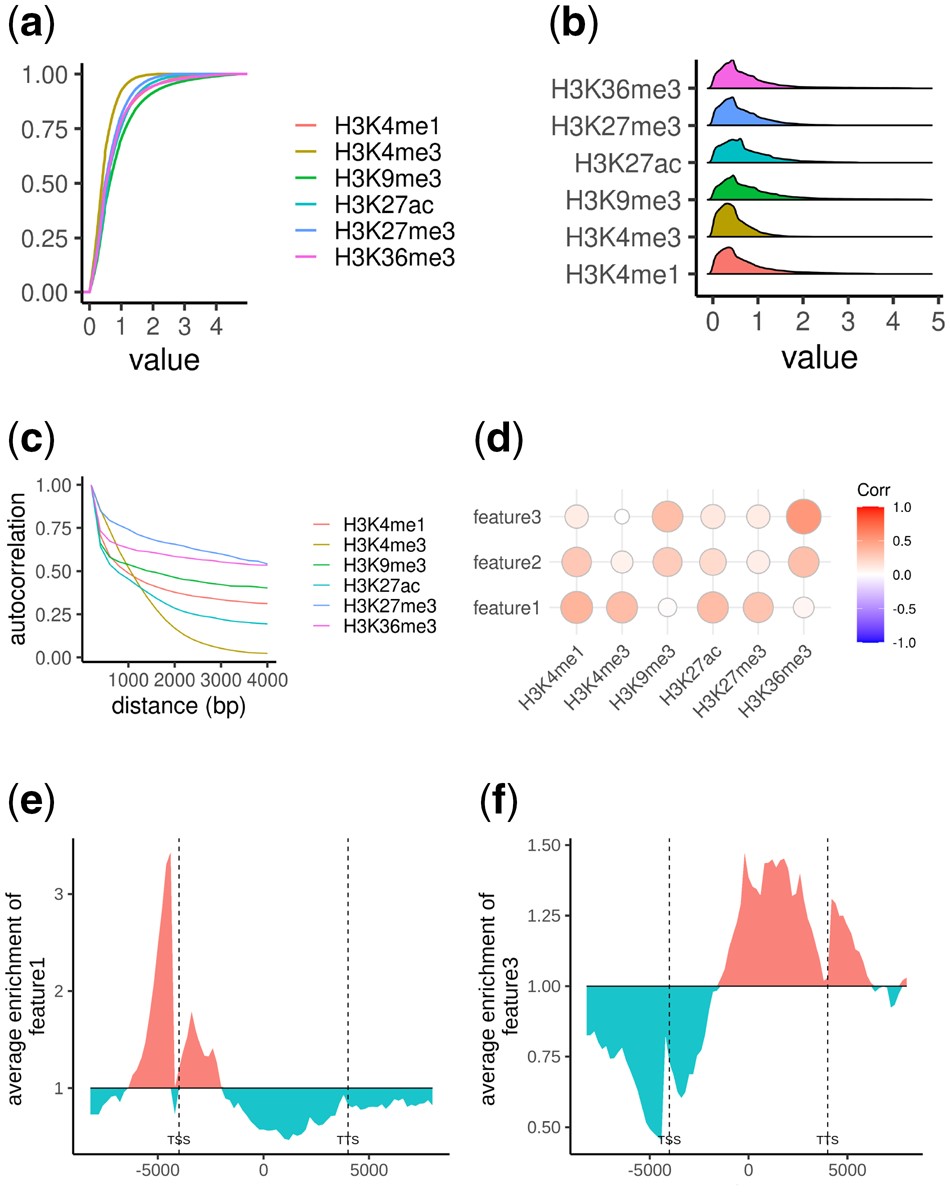 (a)
1.00
0.75
0.50
0.25
0.00
0 1 2 3 4
value
H3K4me1
H3K4me3
H3K9me3
H3K27ac
H3K27me3
H3K36me3
(b)
H3K36me3
H3K27me3
H3K27ac
H3K9me3
H3K4me3
H3K4me1
0 1 2 3 4 5
value
(c)
autocorrelation
1.00
0.75
0.50
0.25
0.00
1000 2000 3000 4000
distance (bp)
H3K4me1
H3K4me3
H3K9me3
H3K27ac
H3K27me3
H3K36me3
(d)
feature3
feature2
feature1
H3K4me1
H3K4me3
H3K9me3
H3K27ac
H3K27me3
H3K36me3
Corr
1.0
0.5
0.0
-0.5
-1.0
(e)
average enrichment of
feature1
3
2
1
TSS
TTS
-5000 0 5000
(f)
average enrichment of
feature3
1.50
1.25
1.00
0.75
0.50
TSS
TTS
-5000 0 5000